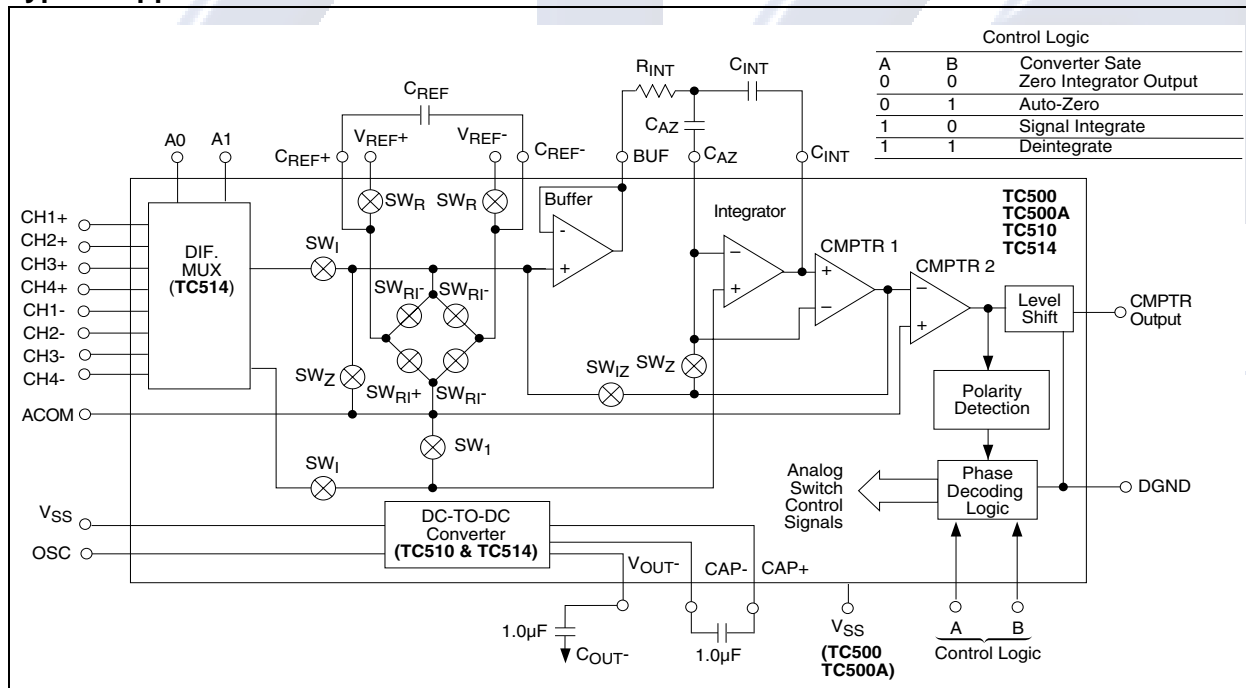 Control Logic
A B Converter Sate
0 0 Zero Integrator Output
0 1 Auto-Zero
1 0 Signal Integrate
1 1 Deintegrate
RINT
CINT
CREF
CAZ
VREF+
VREF-
A0
A1
CREF+
CREF-
BUF
CAZ
CINT
SWR
SWR
Buffer
-
+
Integrator
−
+
TC500
TC500A
TC510
TC514
CH1+
CH2+
CH3+
CH4+
CH1-
CH2-
CH3-
CH4-
DIF.
MUX
(TC514)
SWI
CMPTR 1
+
−
CMPTR 2
−
+
SWRI-
SWRI-
Level
Shift
CMPTR
Output
SWZ
SWRI+
SWRI-
SWIZ
SWZ
Polarity
Detection
ACOM
SW1
SWI
Analog
Switch
Control
Signals
Phase
Decoding
Logic
DGND
VSS
OSC
DC-TO-DC
Converter
(TC510 & TC514)
VOUT-
CAP-
CAP+
1.0µF
COUT-
1.0µF
VSS
(TC500
TC500A)
A
B
Control Logic